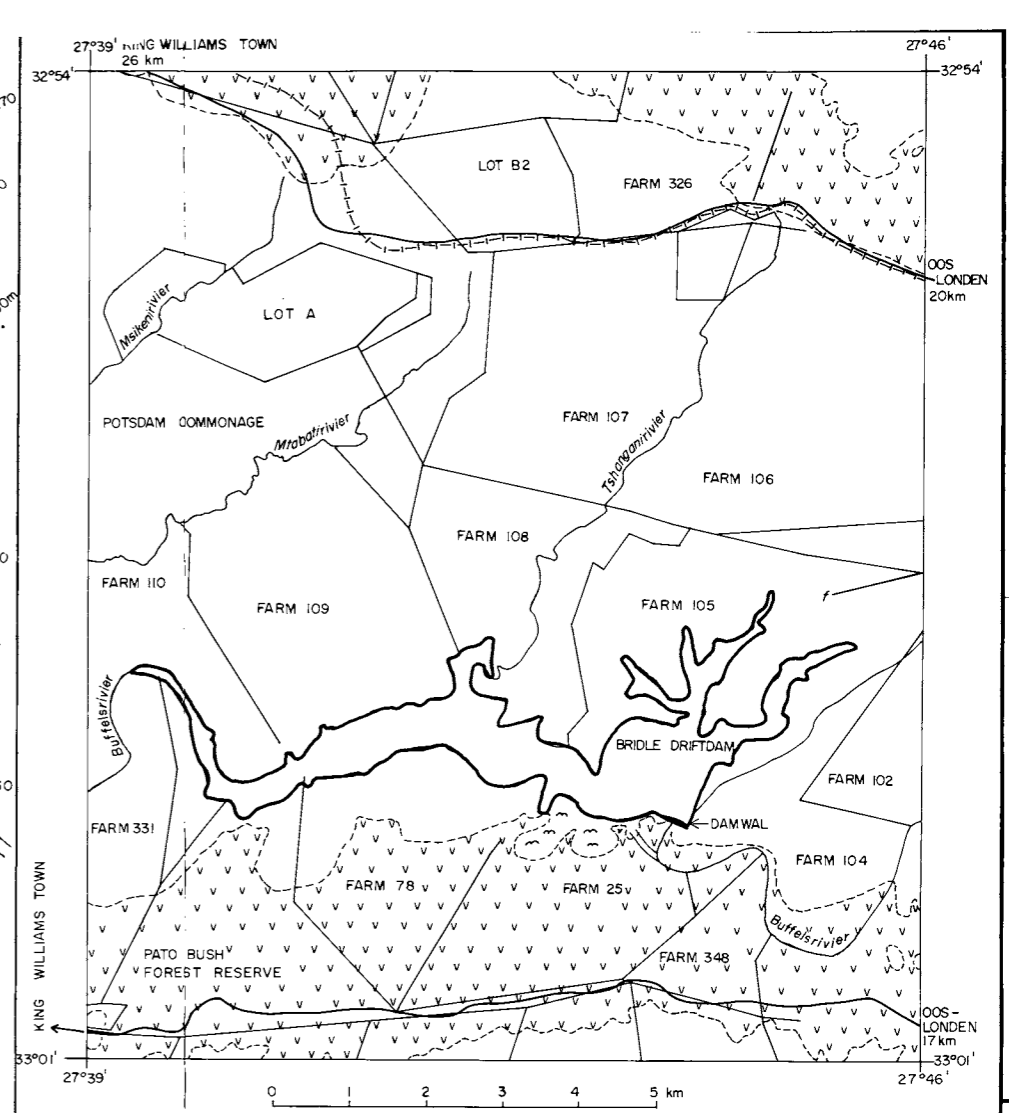 27°39'
KING WILLIAMS TOWN
26 km
27°46'
32°54'
32°54'
70
LOT B2
FARM 326
OOS
LONDEN
20km
Msikenirivier
LOT A
POTSDAM COMMONAGE
Mtabatirivier
FARM 107
Tshanganirivier
FARM 106
FARM 108
FARM 110
FARM 109
FARM 105
f
Buffelsrivier
BRIDLE DRIFTDAM
FARM 102
FARM 331
DAMWAL
FARM 104
FARM 78
FARM 25
Buffelsrivier
PATO BUSH
FOREST RESERVE
FARM 348
KING WILLIAMS TOWN
OOS-
LONDEN
17km
33°01'
33°01'
27°39'
27°46'
0 1 2 3 4 5 km